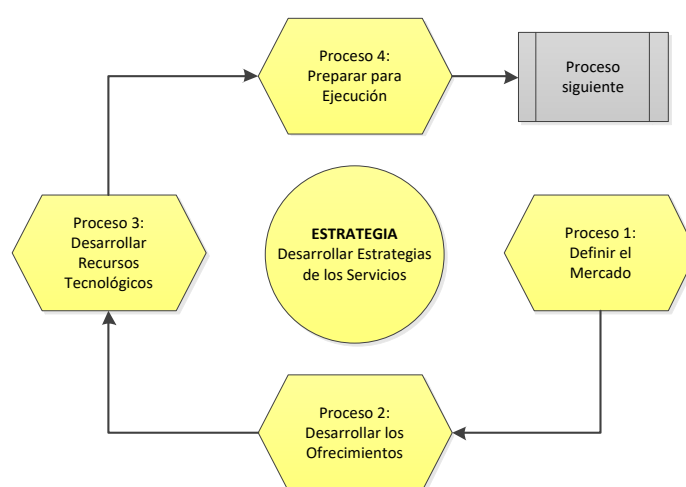 Proceso 4:
Preparar para
Ejecución
Proceso
siguiente
Proceso 3:
Desarrollar
Recursos
Tecnológicos
ESTRATEGIA
Desarrollar Estrategias
de los Servicios
Proceso 1:
Definir el
Mercado
Proceso 2:
Desarrollar los
Ofrecimientos